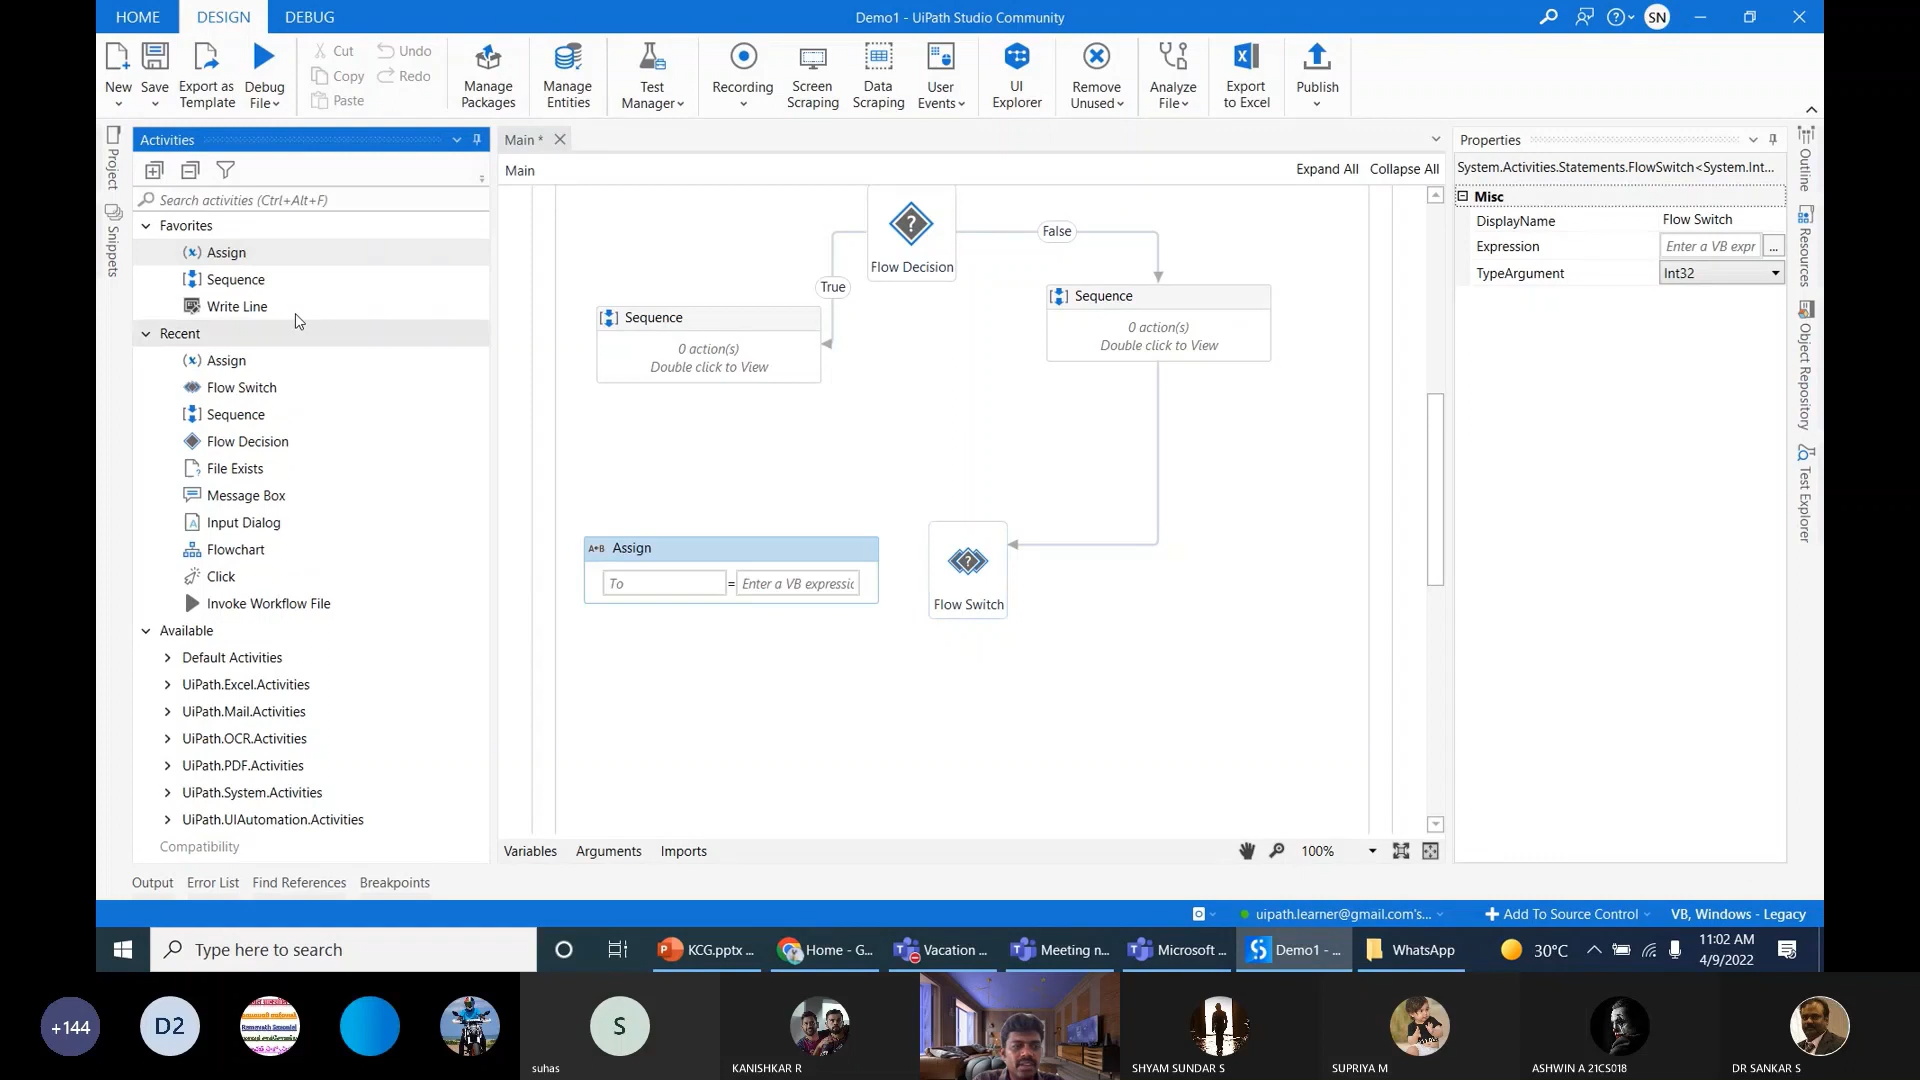 HOME DESIGN DEBUG
Demo1 - UiPath Studio Community
SN
New Save Export as Template Debug File
Cut Copy Paste Undo Redo
Manage Packages
Manage Entities
Test Manager
Recording
Screen Scraping
Data Scraping
User Events
UI Explorer
Remove Unused
Analyze File
Export to Excel
Publish
Project
Snippets
Activities
Search activities (Ctrl+Alt+F)
Favorites
Assign
Sequence
Write Line
Recent
Assign
Flow Switch
Sequence
Flow Decision
File Exists
Message Box
Input Dialog
Flowchart
Click
Invoke Workflow File
Available
Default Activities
UiPath.Excel.Activities
UiPath.Mail.Activities
UiPath.OCR.Activities
UiPath.PDF.Activities
UiPath.System.Activities
UiPath.UIAutomation.Activities
Compatibility
Main *
Main
Expand All Collapse All
Flow Decision
True
False
Sequence
0 action(s)
Double click to View
Sequence
0 action(s)
Double click to View
A+B Assign
To = Enter a VB expressic
Flow Switch
Variables Arguments Imports
100%
Properties
System.Activities.Statements.FlowSwitch<System.Int...
Misc
DisplayName Flow Switch
Expression Enter a VB expr ...
TypeArgument Int32
Outline
Resources
Object Repository
Test Explorer
Output Error List Find References Breakpoints
uipath.learner@gmail.com's...
Add To Source Control
VB, Windows - Legacy
Type here to search
KCG.pptx ...
Home - G...
Vacation ...
Meeting n...
Microsoft ...
Demo1 - ...
WhatsApp
30°C
11:02 AM
4/9/2022
+144
D2
S
suhas
KANISHKAR R
SHYAM SUNDAR S
SUPRIYA M
ASHWIN A 21CS018
DR SANKAR S